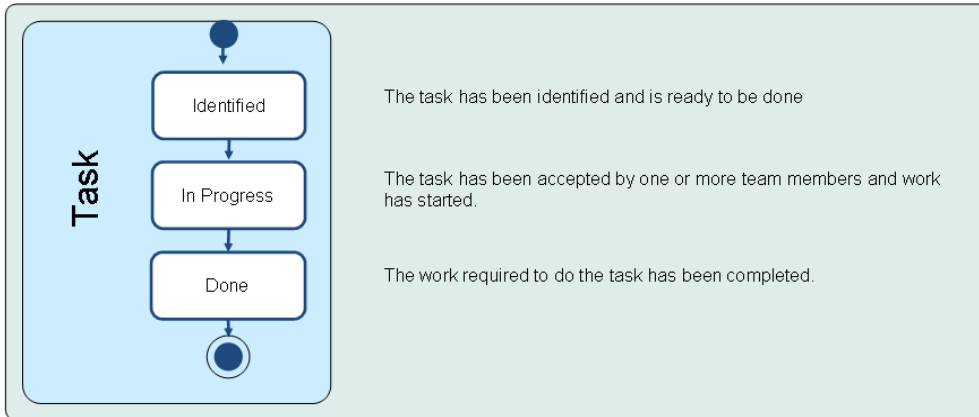 Task
Identified
The task has been identified and is ready to be done
In Progress
The task has been accepted by one or more team members and work
has started.
Done
The work required to do the task has been completed.